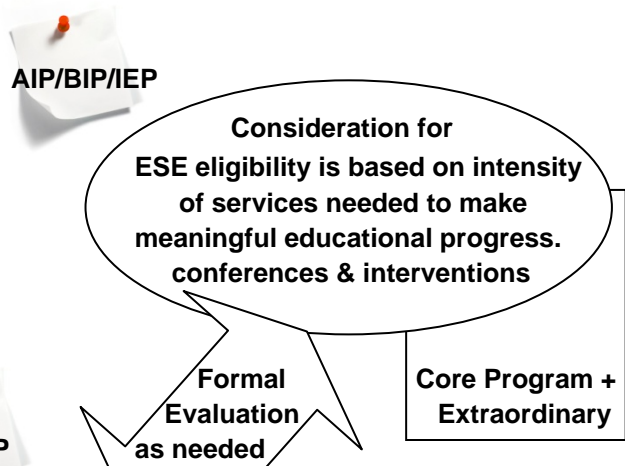 AIP/BIP/IEP
Consideration for
ESE eligibility is based on intensity
of services needed to make
meaningful educational progress.
conferences & interventions
Formal
Evaluation
as needed
Core Program +
Extraordinary
P